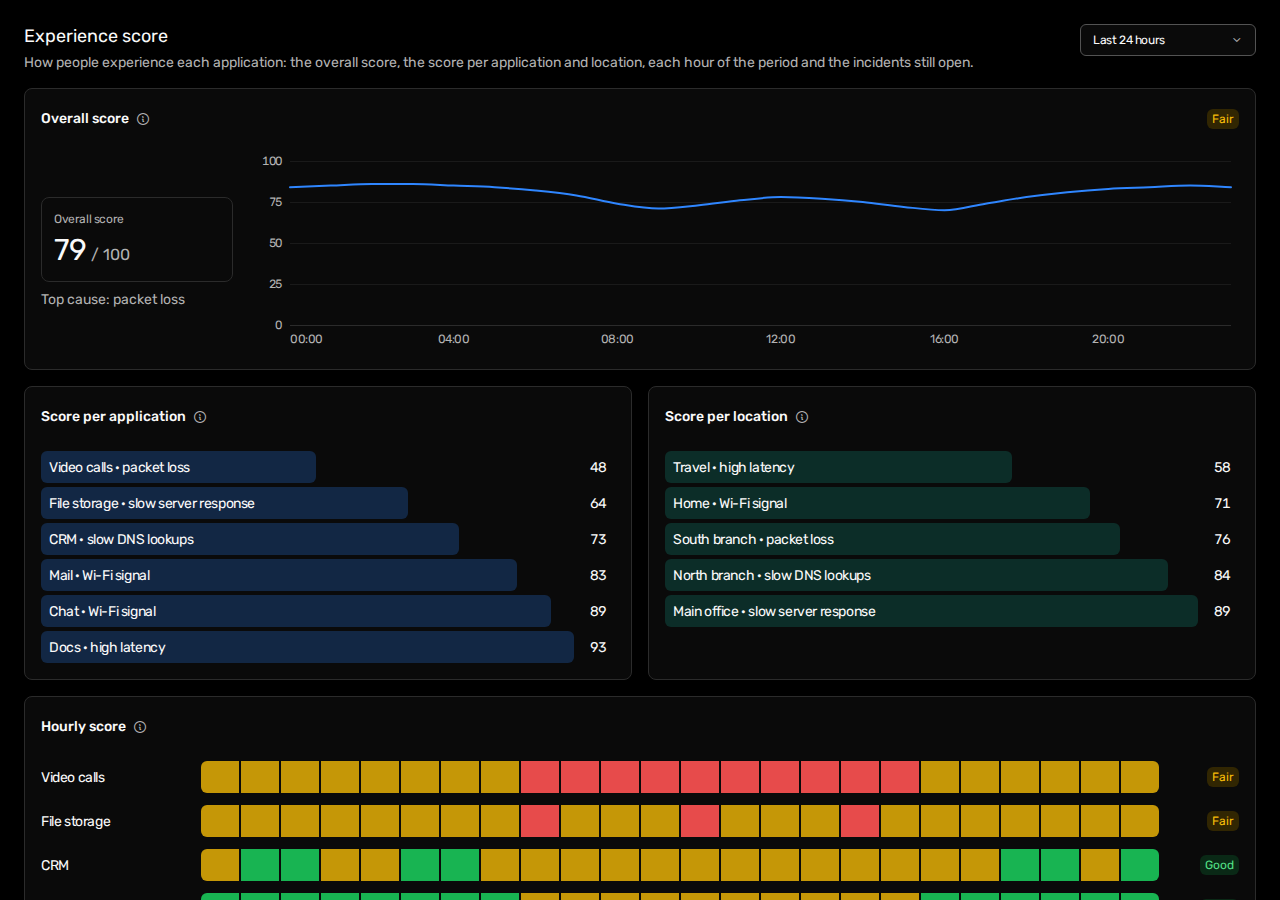 Experience score
Last 24 hours
How people experience each application: the overall score, the score per application and location, each hour of the period and the incidents still open.
Overall score
Fair
100
75
50
25
0
Overall score
79 / 100
Top cause: packet loss
00:00 04:00 08:00 12:00 16:00 20:00
Score per application
Video calls • packet loss 48
File storage • slow server response 64
CRM • slow DNS lookups 73
Mail • Wi-Fi signal 83
Chat • Wi-Fi signal 89
Docs • high latency 93
Score per location
Travel • high latency 58
Home • Wi-Fi signal 71
South branch • packet loss 76
North branch • slow DNS lookups 84
Main office • slow server response 89
Hourly score
Video calls Fair
File storage Fair
CRM Good